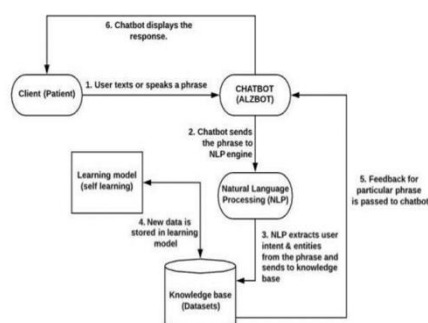 6. Chatbot displays the
response.
Client (Patient)
1. User texts or speaks a phrase
CHATBOT
(ALZBOT)
2. Chatbot sends
the phrase to
NLP engine
Learning model
(self learning)
Natural Language
Processing (NLP)
5. Feedback for
particular phrase
is passed to chatbot
4. New data is
stored in learning
model
3. NLP extracts user
intent & entities
from the phrase and
sends to knowledge
base
Knowledge base
(Datasets)